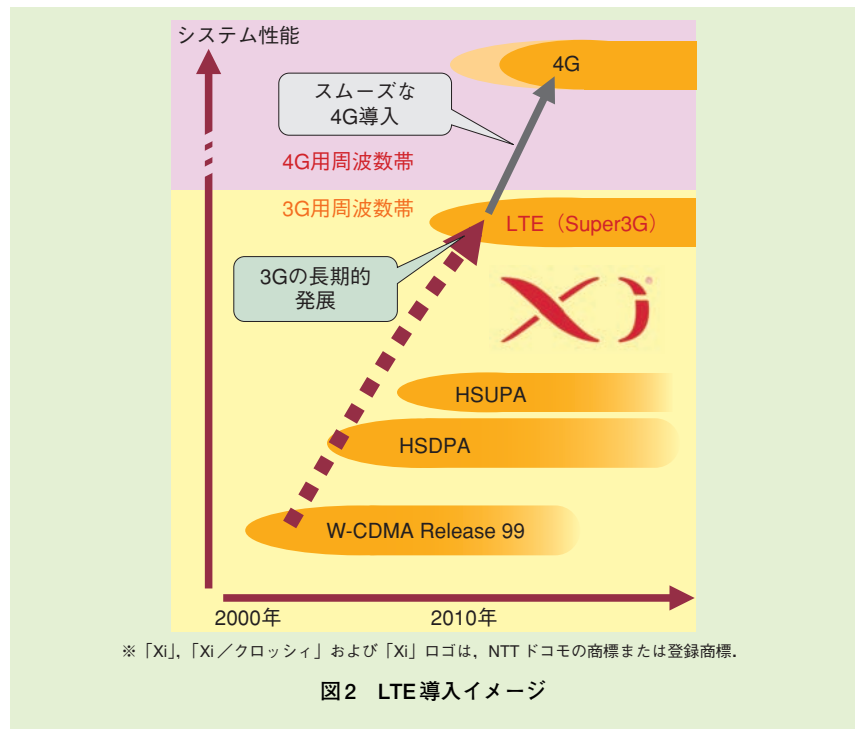 システム性能
4G
スムーズな
4G導入
4G用周波数帯
3G用周波数帯
LTE（Super3G）
3Gの長期的
発展
Xi
HSUPA
HSDPA
W-CDMA Release 99
2000年
2010年
※「Xi」，「Xi／クロッシィ」および「Xi」ロゴは，NTTドコモの商標または登録商標．
図2 LTE導入イメージ